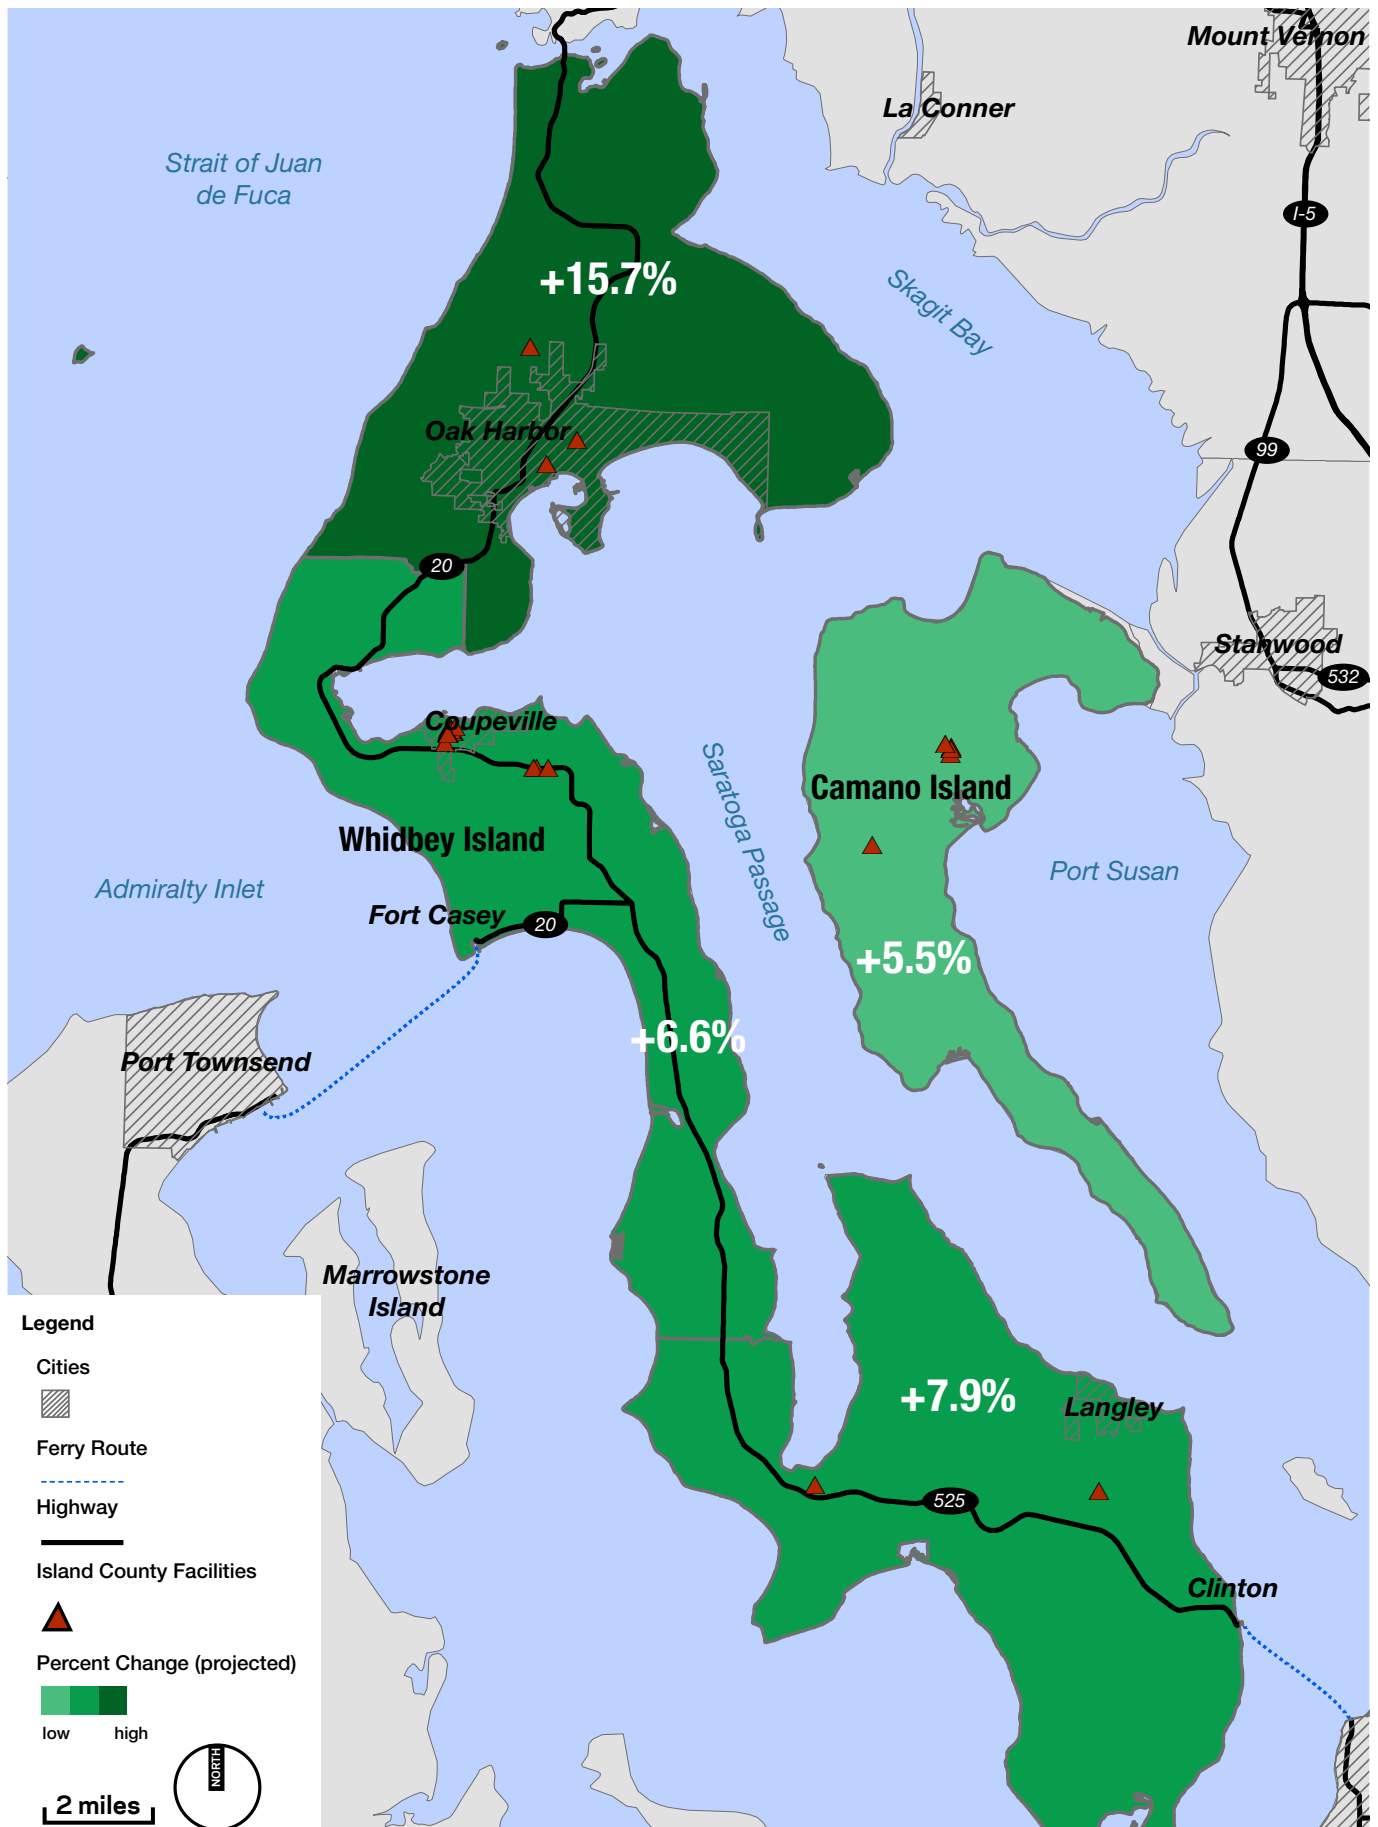 Mount Vernon
La Conner
Strait of Juan
de Fuca
I-5
+15.7%
Skagit Bay
Oak Harbor
99
20
Stanwood
532
Coupeville
Saratoga Passage
Camano Island
Whidbey Island
Port Susan
Admiralty Inlet
Fort Casey
20
+5.5%
+6.6%
Port Townsend
Marrowstone
Island
+7.9%
Langley
525
Clinton
Legend
Cities
Ferry Route
Highway
Island County Facilities
Percent Change (projected)
low high
NORTH
2 miles